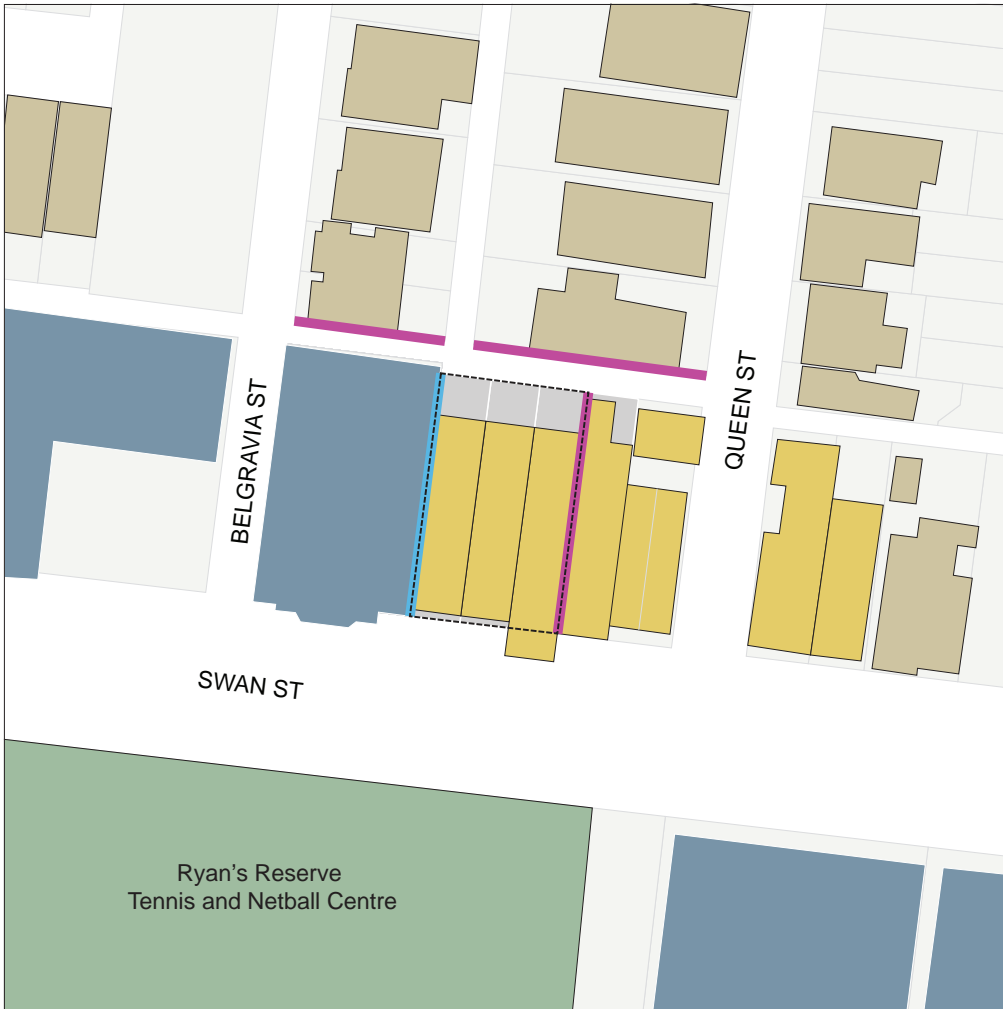 BELGRAVIA ST
QUEEN ST
SWAN ST
Ryan's Reserve
Tennis and Netball Centre